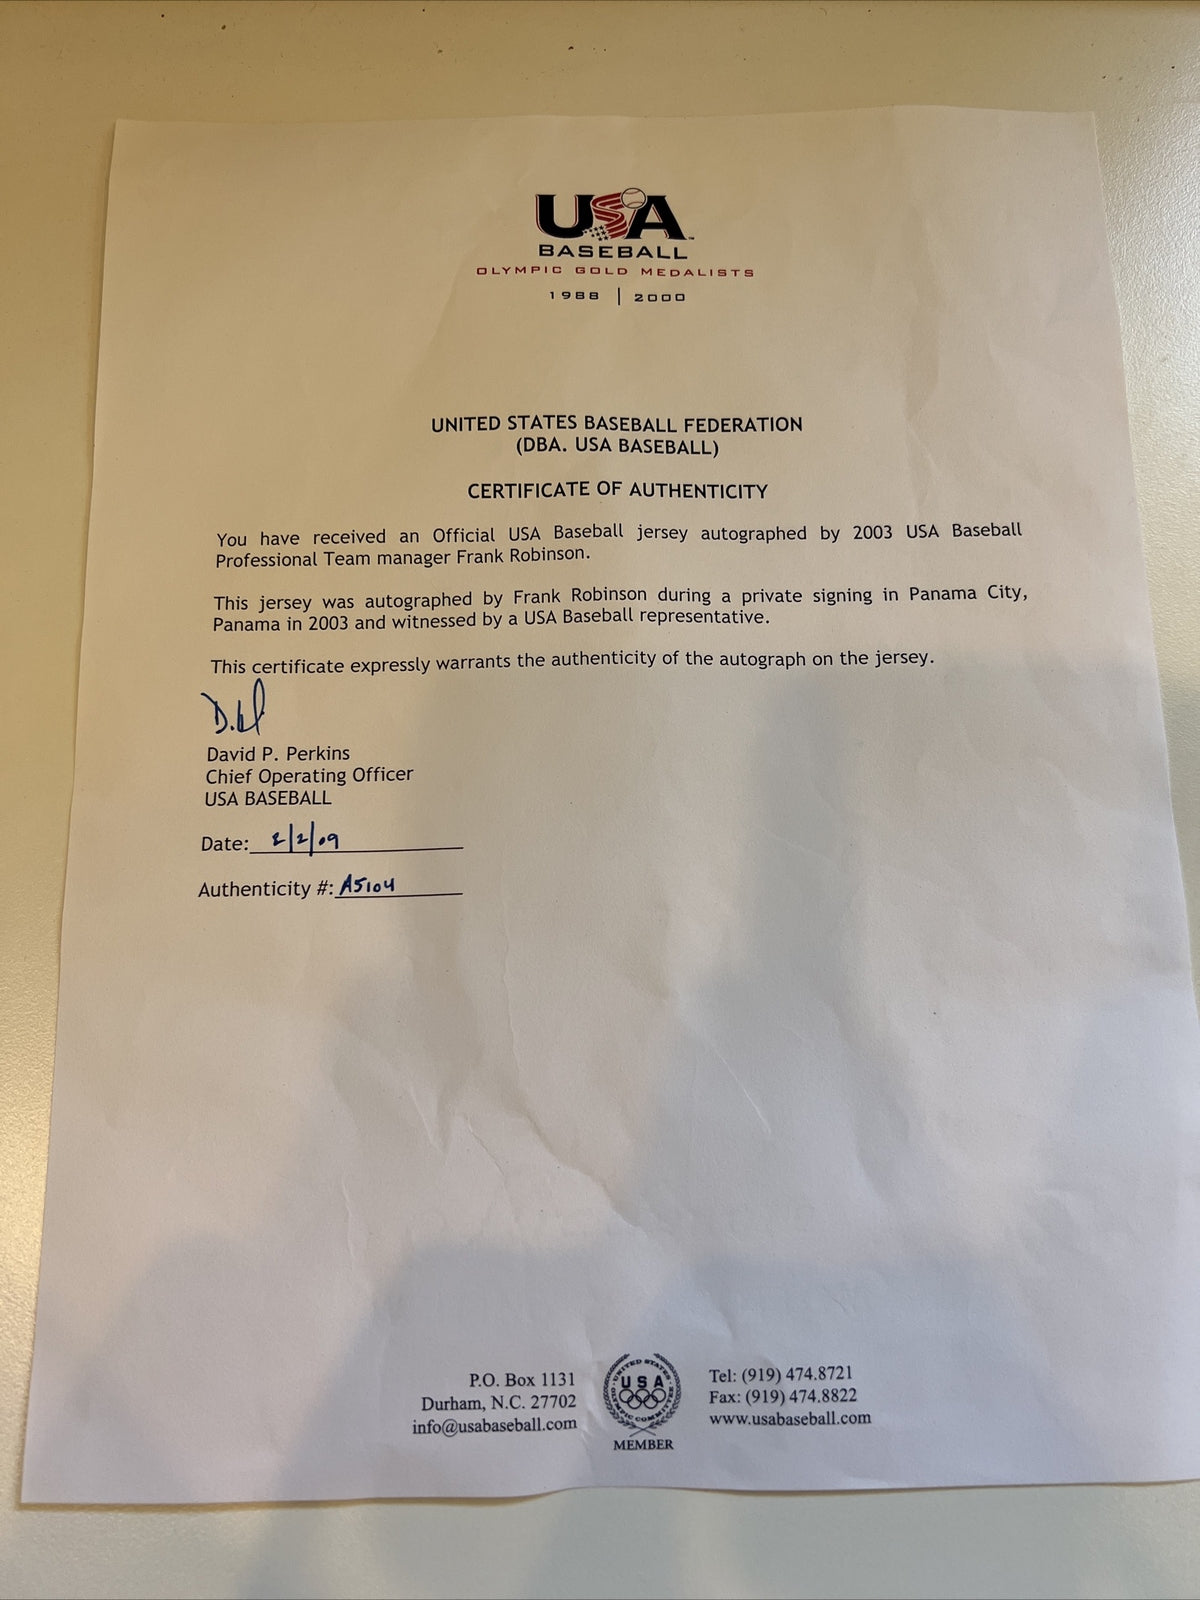 USA
BASEBALL
OLYMPIC GOLD MEDALISTS
1988 | 2000
UNITED STATES BASEBALL FEDERATION
(DBA. USA BASEBALL)
CERTIFICATE OF AUTHENTICITY
You have received an Official USA Baseball jersey autographed by 2003 USA Baseball
Professional Team manager Frank Robinson.
This jersey was autographed by Frank Robinson during a private signing in Panama City,
Panama in 2003 and witnessed by a USA Baseball representative.
This certificate expressly warrants the authenticity of the autograph on the jersey.
David P. Perkins
Chief Operating Officer
USA BASEBALL
Date: 2/2/09
Authenticity #: A5104
P.O. Box 1131
Durham, N.C. 27702
info@usabaseball.com
UNITED STATES
USA
OLYMPIC COMMITTEE
MEMBER
Tel: (919) 474.8721
Fax: (919) 474.8822
www.usabaseball.com